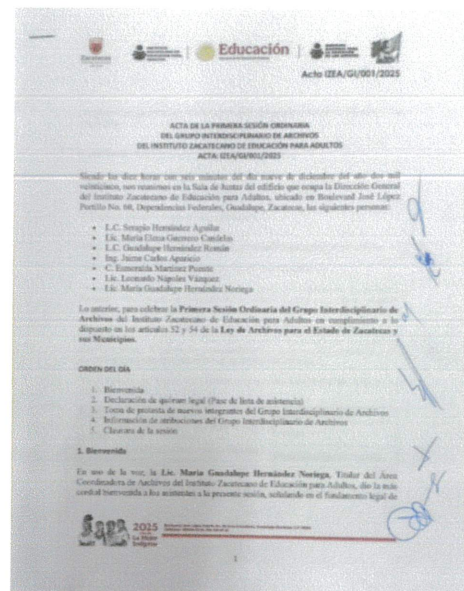 Educación
Acta IZEA/GI/001/2025
ACTA DE LA PRIMERA SESIÓN ORDINARIA
DEL GRUPO INTERDISCIPLINARIO DE ARCHIVOS
DEL INSTITUTO ZACATECANO DE EDUCACIÓN PARA ADULTOS
ACTA: IZEA/GI/001/2025
Siendo las diez horas con seis minutos del día nueve de diciembre del año dos mil
veinticinco, son reunidos en la Sala de Juntas del edificio que ocupa la Dirección General
del Instituto Zacatecano de Educación para Adultos, ubicado en Boulevard José López
Portillo No. Dependencias Federales, Guadalupe, Zacatecas, las siguientes personas:
• L.C. Serapio Hernández Aguilar
• Lic. María Elena Guerrero
• L.C. Guadalupe Hernández Román
• Ing. Jaime Carlos Aparicio
• C. Esmeralda Martínez Puente
• Lic. Leonardo Nápoles Vázquez
• Lic. María Guadalupe Hernández Noriega
Lo anterior, para celebrar la Primera Sesión Ordinaria del Grupo Interdisciplinario de
Archivos del Instituto Zacatecano de Educación para Adultos en cumplimiento a lo
dispuesto en los artículos 52 y 54 de la Ley de Archivos para el Estado de Zacatecas y
sus Municipios.
ORDEN DEL DÍA
1. Bienvenida
2. Declaración de quórum legal (Pase de lista de asistencia)
3. Toma de protesta de nuevos integrantes del Grupo Interdisciplinario de Archivos
4. Información de atribuciones del Grupo Interdisciplinario de Archivos
5. Clausura de la sesión
1. Bienvenida
En uso de la voz, la Lic. María Guadalupe Hernández Noriega, Titular del Área
Coordinadora de Archivos del Instituto Zacatecano de Educación para Adultos, dio la más
cordial bienvenida a los asistentes a la presente sesión, señalando en el fundamento legal de
2025
La Mujer
Indígena
1